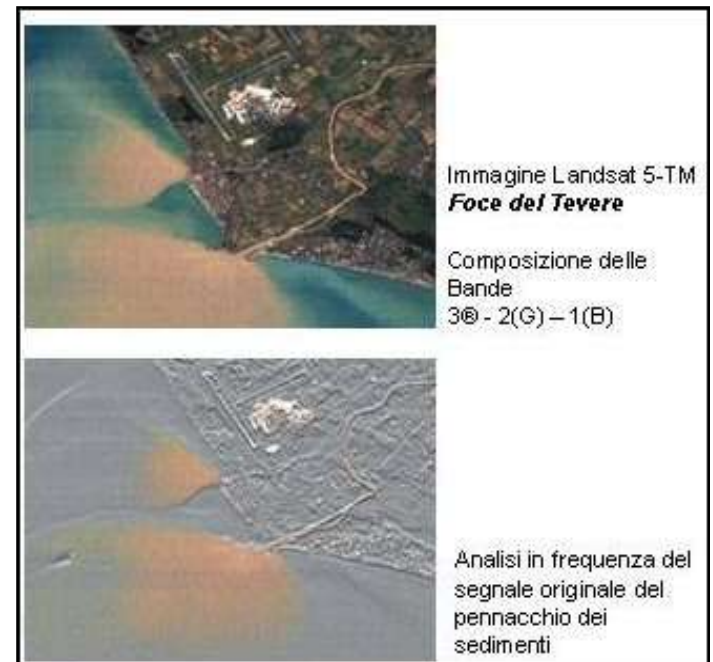 Immagine Landsat 5-TM
Foce del Tevere
Composizione delle
Bande
3® - 2(G) – 1(B)
Analisi in frequenza del
segnale originale del
pennacchio dei
sedimenti